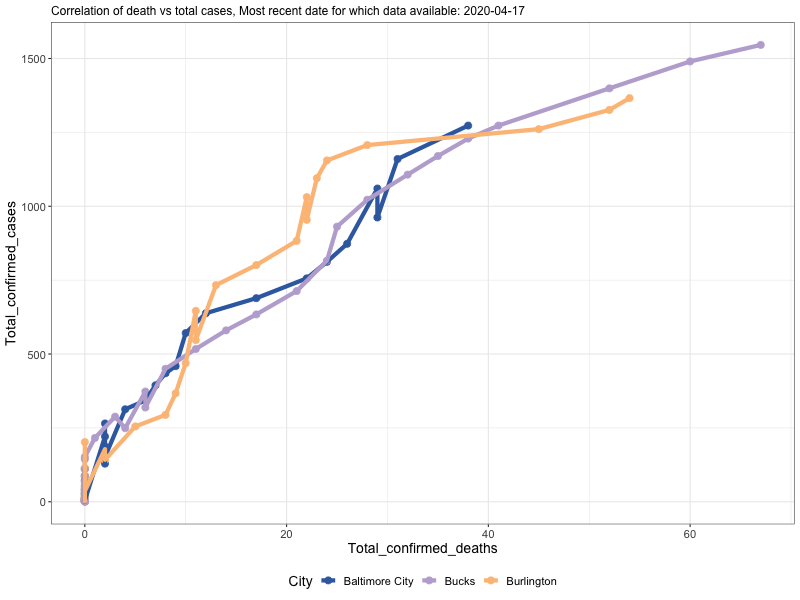 Correlation of death vs total cases, Most recent date for which data available: 2020-04-17
Total_confirmed_cases
1500
1000
500
0
0 20 40 60
Total_confirmed_deaths
City Baltimore City Bucks Burlington